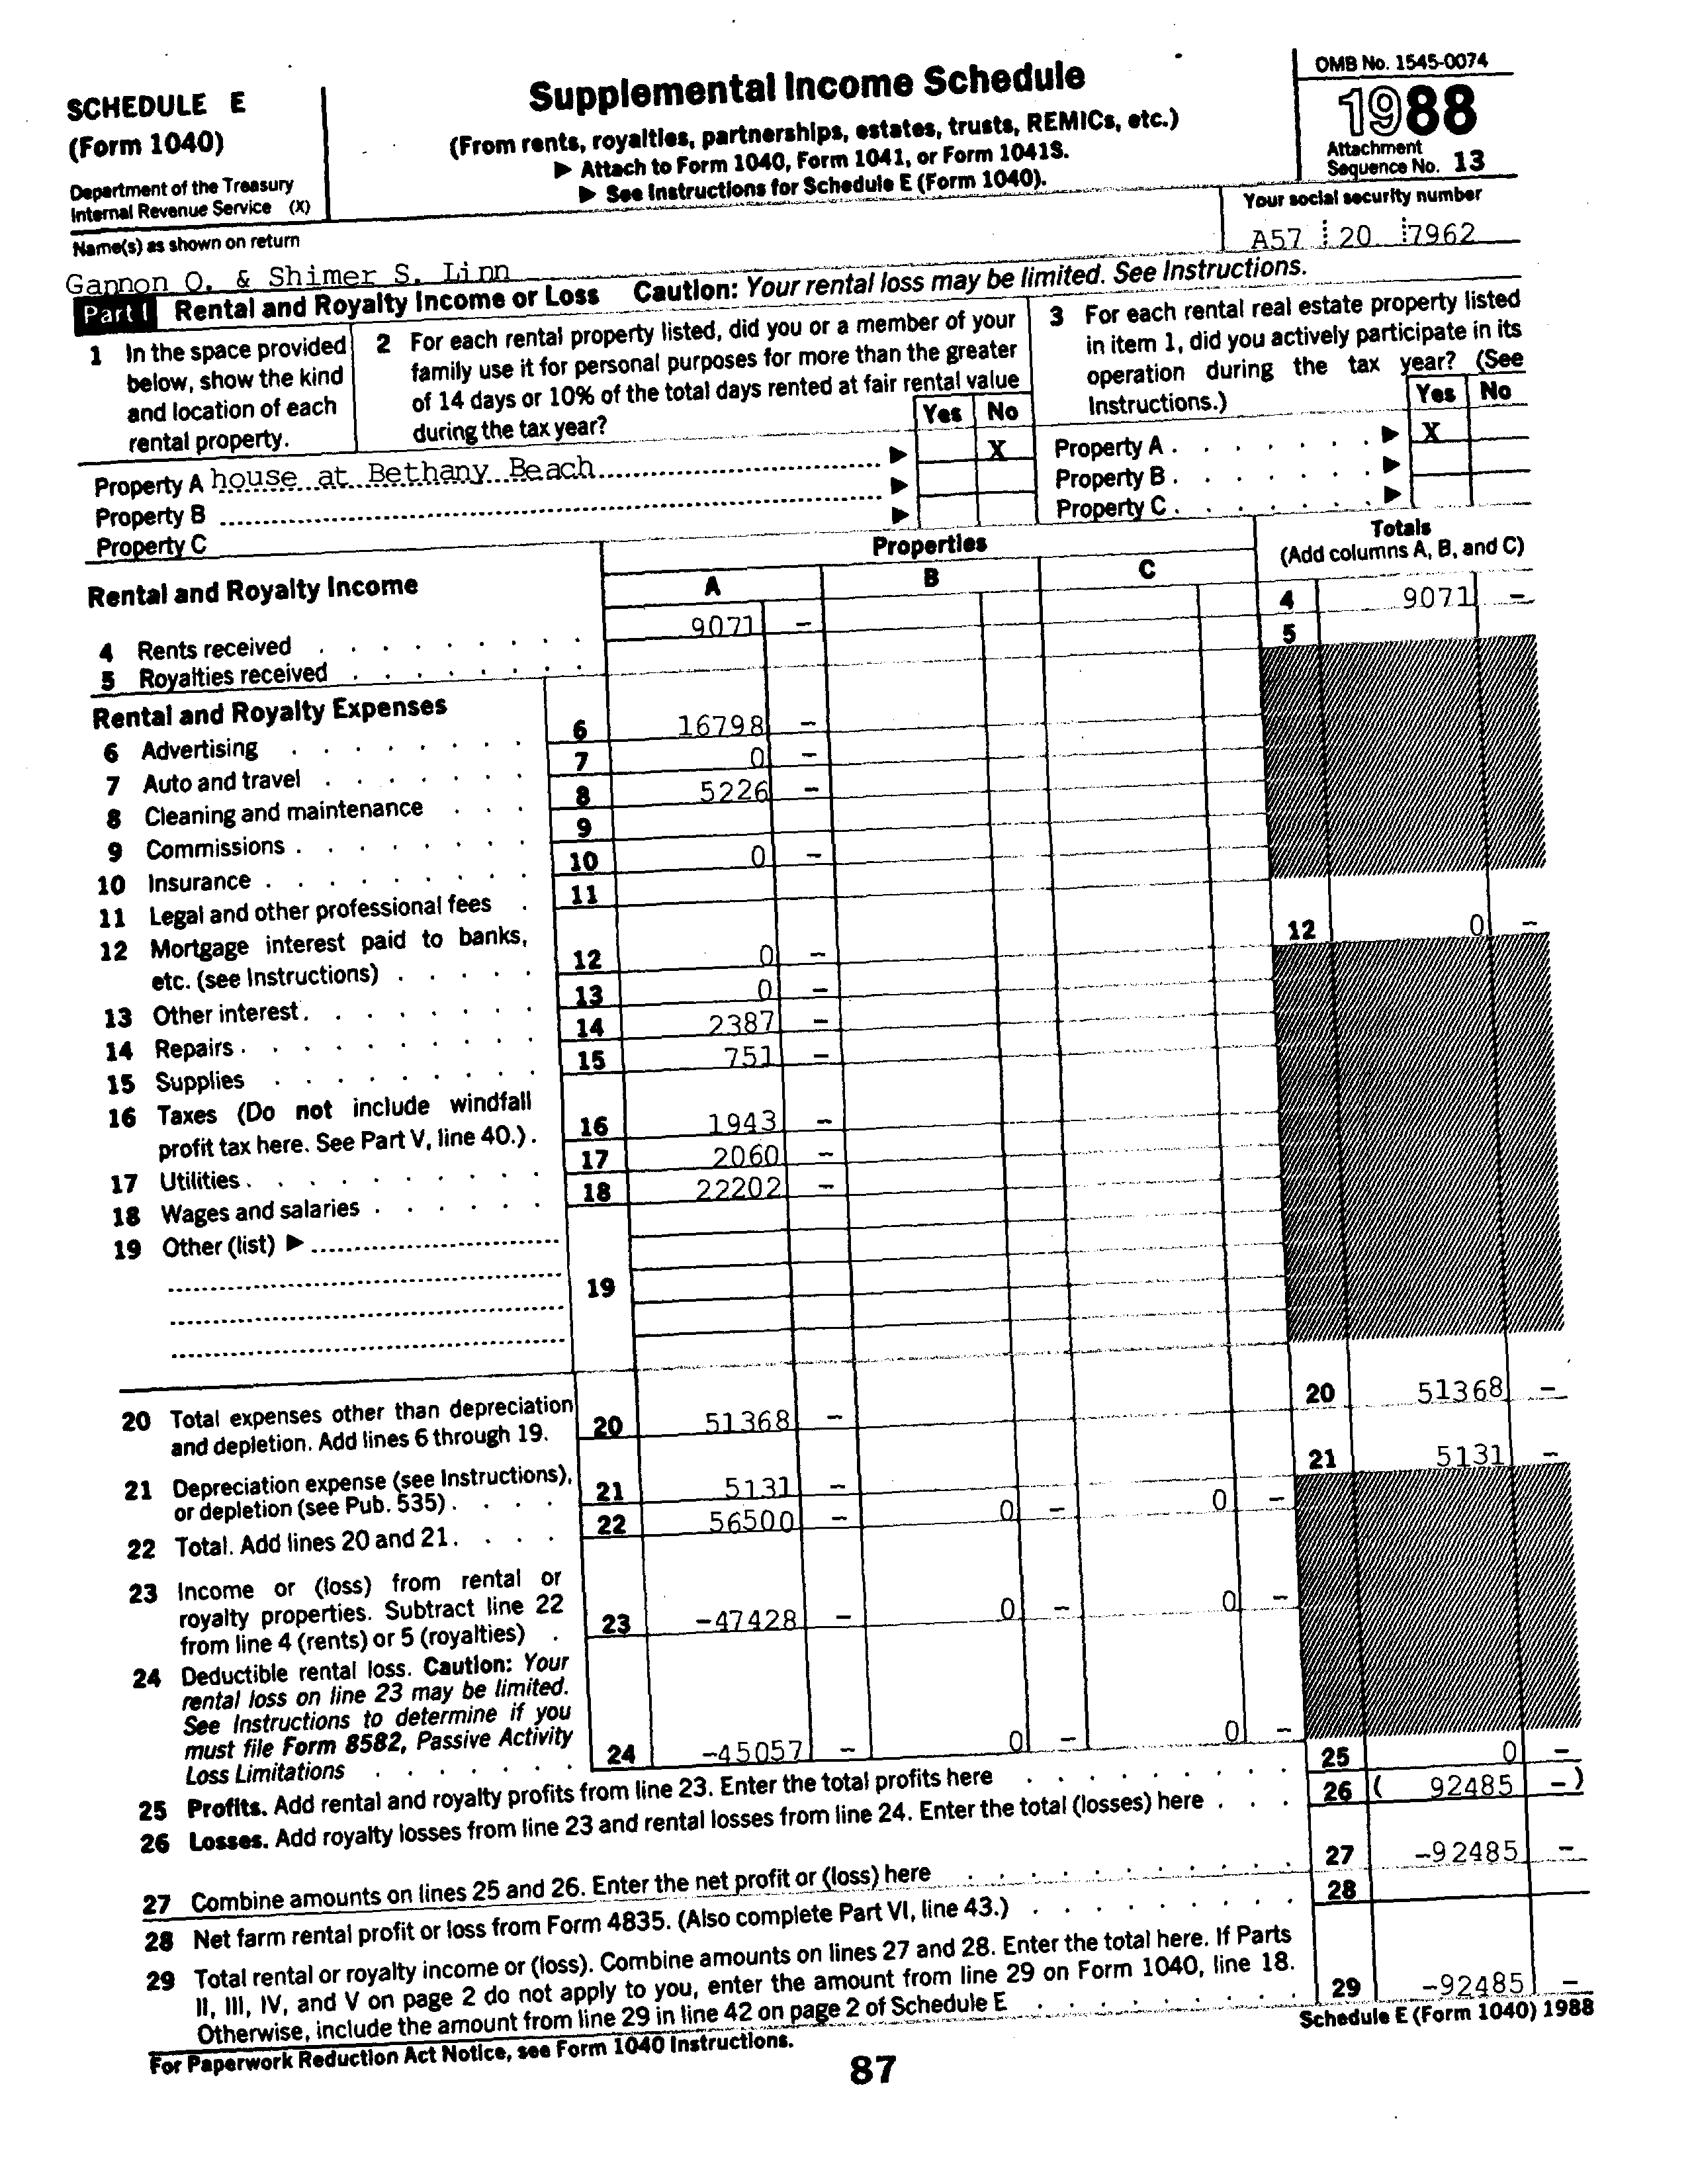 SCHEDULE E
(Form 1040)
Department of the Treasury
Internal Revenue Service (X)
Supplemental Income Schedule
(From rents, royalties, partnerships, estates, trusts, REMICs, etc.)
▶ Attach to Form 1040, Form 1041, or Form 1041S.
▶ See Instructions for Schedule E (Form 1040).
OMB No. 1545-0074
1988
Attachment
Sequence No. 13
Name(s) as shown on return
Gannon O. & Shimer S. Linn
Your social security number
A57 20 7962
Part I Rental and Royalty Income or Loss Caution: Your rental loss may be limited. See Instructions.
1 In the space provided
below, show the kind
and location of each
rental property.
2 For each rental property listed, did you or a member of your
family use it for personal purposes for more than the greater
of 14 days or 10% of the total days rented at fair rental value
during the tax year?
Yes No
3 For each rental real estate property listed
in item 1, did you actively participate in its
operation during the tax year? (See
Instructions.)
Yes No
Property A house at Bethany Beach ▶ X
Property B ▶
Property C ▶
Property A . . . . . . . ▶ X
Property B . . . . . . . ▶
Property C . . . . . . . ▶
Rental and Royalty Income
Properties
A B C
Totals
(Add columns A, B, and C)
4 Rents received 9071 – 4 9071 –
5 Royalties received 5
Rental and Royalty Expenses
6 Advertising 6 16798 –
7 Auto and travel 7 0 –
8 Cleaning and maintenance 8 5226 –
9 Commissions 9
10 Insurance 10 0 –
11 Legal and other professional fees 11
12 Mortgage interest paid to banks,
etc. (see Instructions) 12 0 – 12 0 –
13 Other interest 13 0 –
14 Repairs 14 2387 –
15 Supplies 15 751 –
16 Taxes (Do not include windfall
profit tax here. See Part V, line 40.) 16 1943 –
17 Utilities 17 2060 –
18 Wages and salaries 18 22202 –
19 Other (list) ▶
19
20 Total expenses other than depreciation
and depletion. Add lines 6 through 19. 20 51368 – 20 51368 –
21 Depreciation expense (see Instructions),
or depletion (see Pub. 535) 21 5131 – 21 5131 –
22 Total. Add lines 20 and 21 22 56500 – 0 – 0 –
23 Income or (loss) from rental or
royalty properties. Subtract line 22
from line 4 (rents) or 5 (royalties) 23 -47428 – 0 – 0 –
24 Deductible rental loss. Caution: Your
rental loss on line 23 may be limited.
See Instructions to determine if you
must file Form 8582, Passive Activity
Loss Limitations 24 -45057 – 0 – 0 –
25 Profits. Add rental and royalty profits from line 23. Enter the total profits here 25 0 –
26 Losses. Add royalty losses from line 23 and rental losses from line 24. Enter the total (losses) here 26 ( 92485 – )
27 Combine amounts on lines 25 and 26. Enter the net profit or (loss) here 27 -92485 –
28 Net farm rental profit or loss from Form 4835. (Also complete Part VI, line 43.) 28
29 Total rental or royalty income or (loss). Combine amounts on lines 27 and 28. Enter the total here. If Parts
II, III, IV, and V on page 2 do not apply to you, enter the amount from line 29 on Form 1040, line 18.
Otherwise, include the amount from line 29 in line 42 on page 2 of Schedule E 29 -92485 –
For Paperwork Reduction Act Notice, see Form 1040 Instructions.
Schedule E (Form 1040) 1988
87